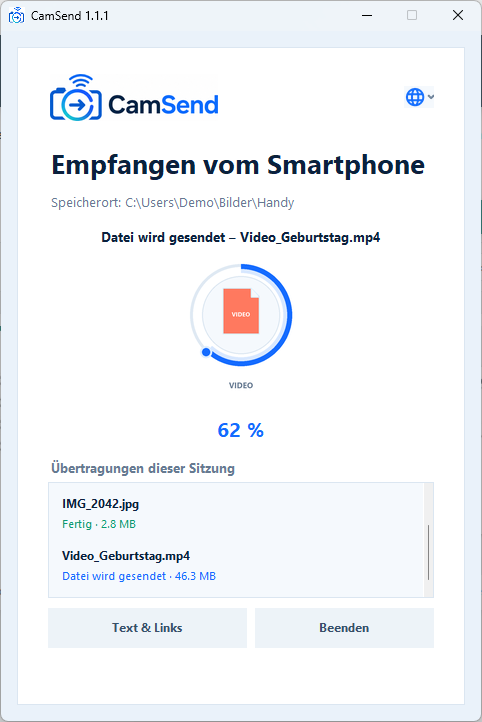 CamSend 1.1.1
CamSend
Empfangen vom Smartphone
Speicherort: C:\Users\Demo\Bilder\Handy
Datei wird gesendet – Video_Geburtstag.mp4
VIDEO
VIDEO
62 %
Übertragungen dieser Sitzung
IMG_2042.jpg
Fertig · 2.8 MB
Video_Geburtstag.mp4
Datei wird gesendet · 46.3 MB
Text & Links
Beenden